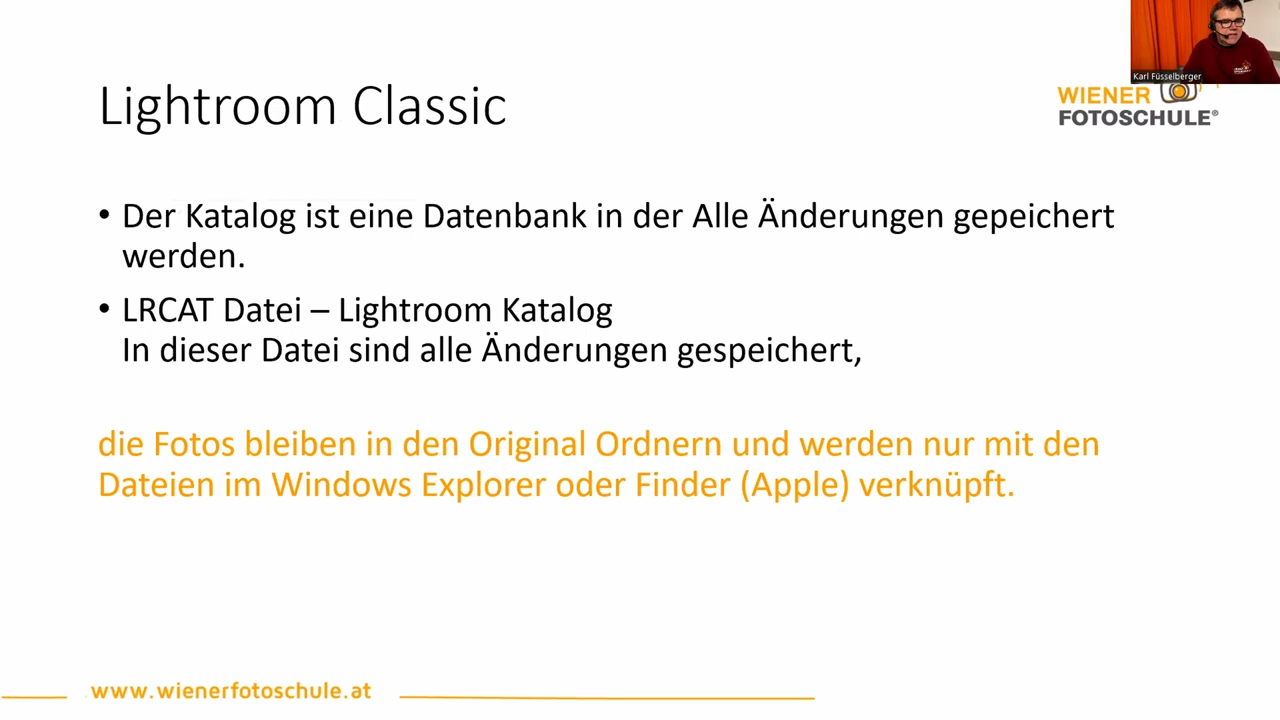 Karl Füsselberger
WIENER
FOTOSCHULE®
Lightroom Classic
• Der Katalog ist eine Datenbank in der Alle Änderungen gepeichert
werden.
• LRCAT Datei – Lightroom Katalog
In dieser Datei sind alle Änderungen gespeichert,
die Fotos bleiben in den Original Ordnern und werden nur mit den
Dateien im Windows Explorer oder Finder (Apple) verknüpft.
www.wienerfotoschule.at